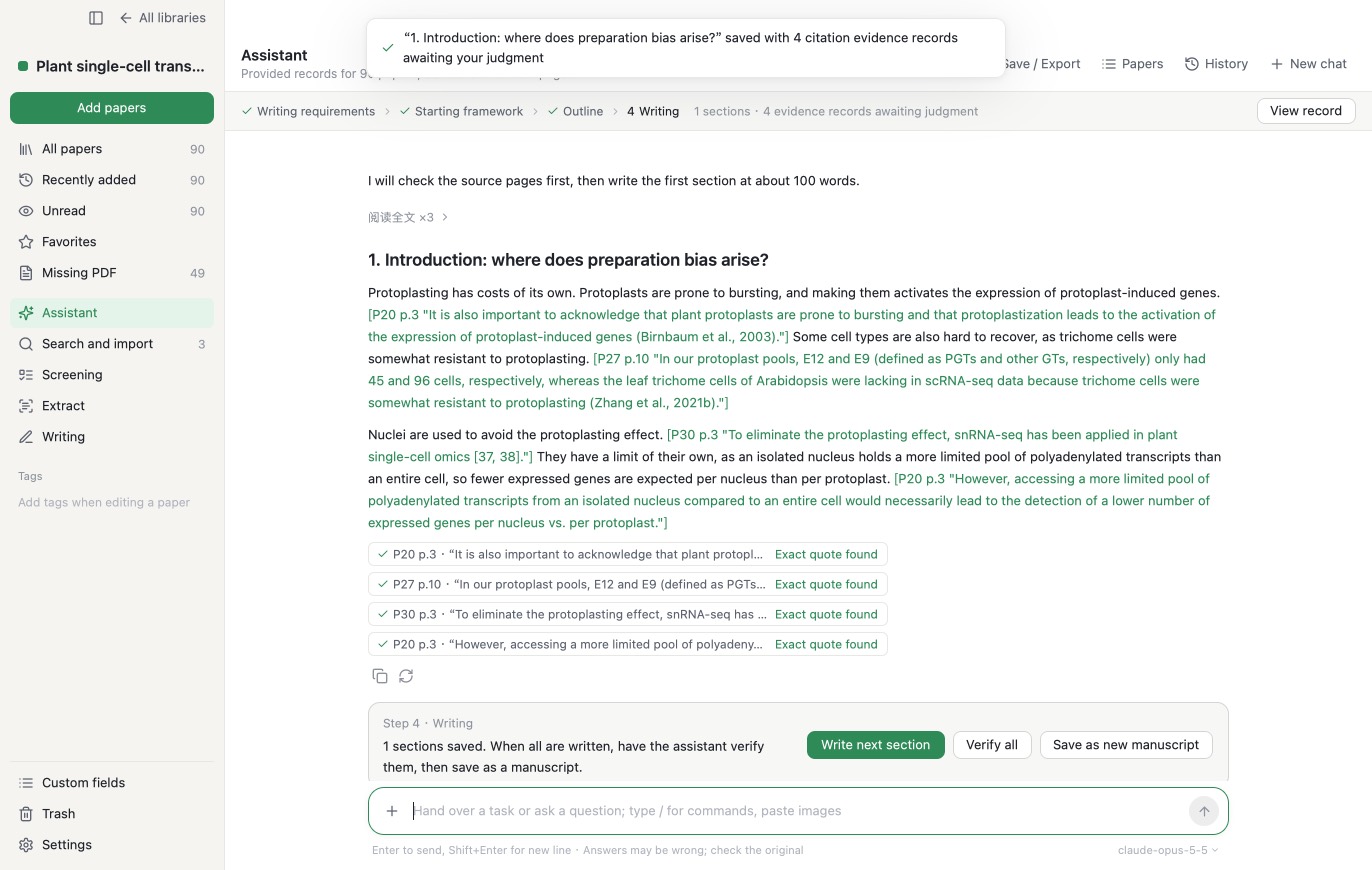 All libraries
Plant single-cell trans...
Add papers
All papers 90
Recently added 90
Unread 90
Favorites
Missing PDF 49
Assistant
Search and import 3
Screening
Extract
Writing
Tags
Add tags when editing a paper
Custom fields
Trash
Settings
Assistant
Provided records for
“1. Introduction: where does preparation bias arise?” saved with 4 citation evidence records
awaiting your judgment
Save / Export Papers History New chat
Writing requirements Starting framework Outline 4 Writing 1 sections · 4 evidence records awaiting judgment View record
I will check the source pages first, then write the first section at about 100 words.
阅读全文 ×3
1. Introduction: where does preparation bias arise?
Protoplasting has costs of its own. Protoplasts are prone to bursting, and making them activates the expression of protoplast-induced genes.
[P20 p.3 "It is also important to acknowledge that plant protoplasts are prone to bursting and that protoplastization leads to the activation of
the expression of protoplast-induced genes (Birnbaum et al., 2003)."] Some cell types are also hard to recover, as trichome cells were
somewhat resistant to protoplasting. [P27 p.10 "In our protoplast pools, E12 and E9 (defined as PGTs and other GTs, respectively) only had
45 and 96 cells, respectively, whereas the leaf trichome cells of Arabidopsis were lacking in scRNA-seq data because trichome cells were
somewhat resistant to protoplasting (Zhang et al., 2021b)."]
Nuclei are used to avoid the protoplasting effect. [P30 p.3 "To eliminate the protoplasting effect, snRNA-seq has been applied in plant
single-cell omics [37, 38]."] They have a limit of their own, as an isolated nucleus holds a more limited pool of polyadenylated transcripts than
an entire cell, so fewer expressed genes are expected per nucleus than per protoplast. [P20 p.3 "However, accessing a more limited pool of
polyadenylated transcripts from an isolated nucleus compared to an entire cell would necessarily lead to the detection of a lower number of
expressed genes per nucleus vs. per protoplast."]
P20 p.3 · “It is also important to acknowledge that plant protopl... Exact quote found
P27 p.10 · “In our protoplast pools, E12 and E9 (defined as PGTs... Exact quote found
P30 p.3 · “To eliminate the protoplasting effect, snRNA-seq has ... Exact quote found
P20 p.3 · “However, accessing a more limited pool of polyadeny... Exact quote found
Step 4 · Writing
1 sections saved. When all are written, have the assistant verify
them, then save as a manuscript.
Write next section Verify all Save as new manuscript
Hand over a task or ask a question; type / for commands, paste images
Enter to send, Shift+Enter for new line · Answers may be wrong; check the original claude-opus-5-5